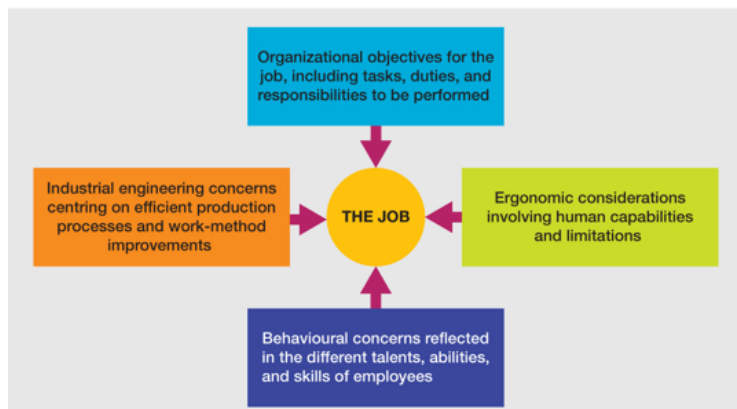 Organizational objectives for the
job, including tasks, duties, and
responsibilities to be performed
Industrial engineering concerns
centring on efficient production
processes and work-method
improvements
THE JOB
Ergonomic considerations
involving human capabilities
and limitations
Behavioural concerns reflected
in the different talents, abilities,
and skills of employees